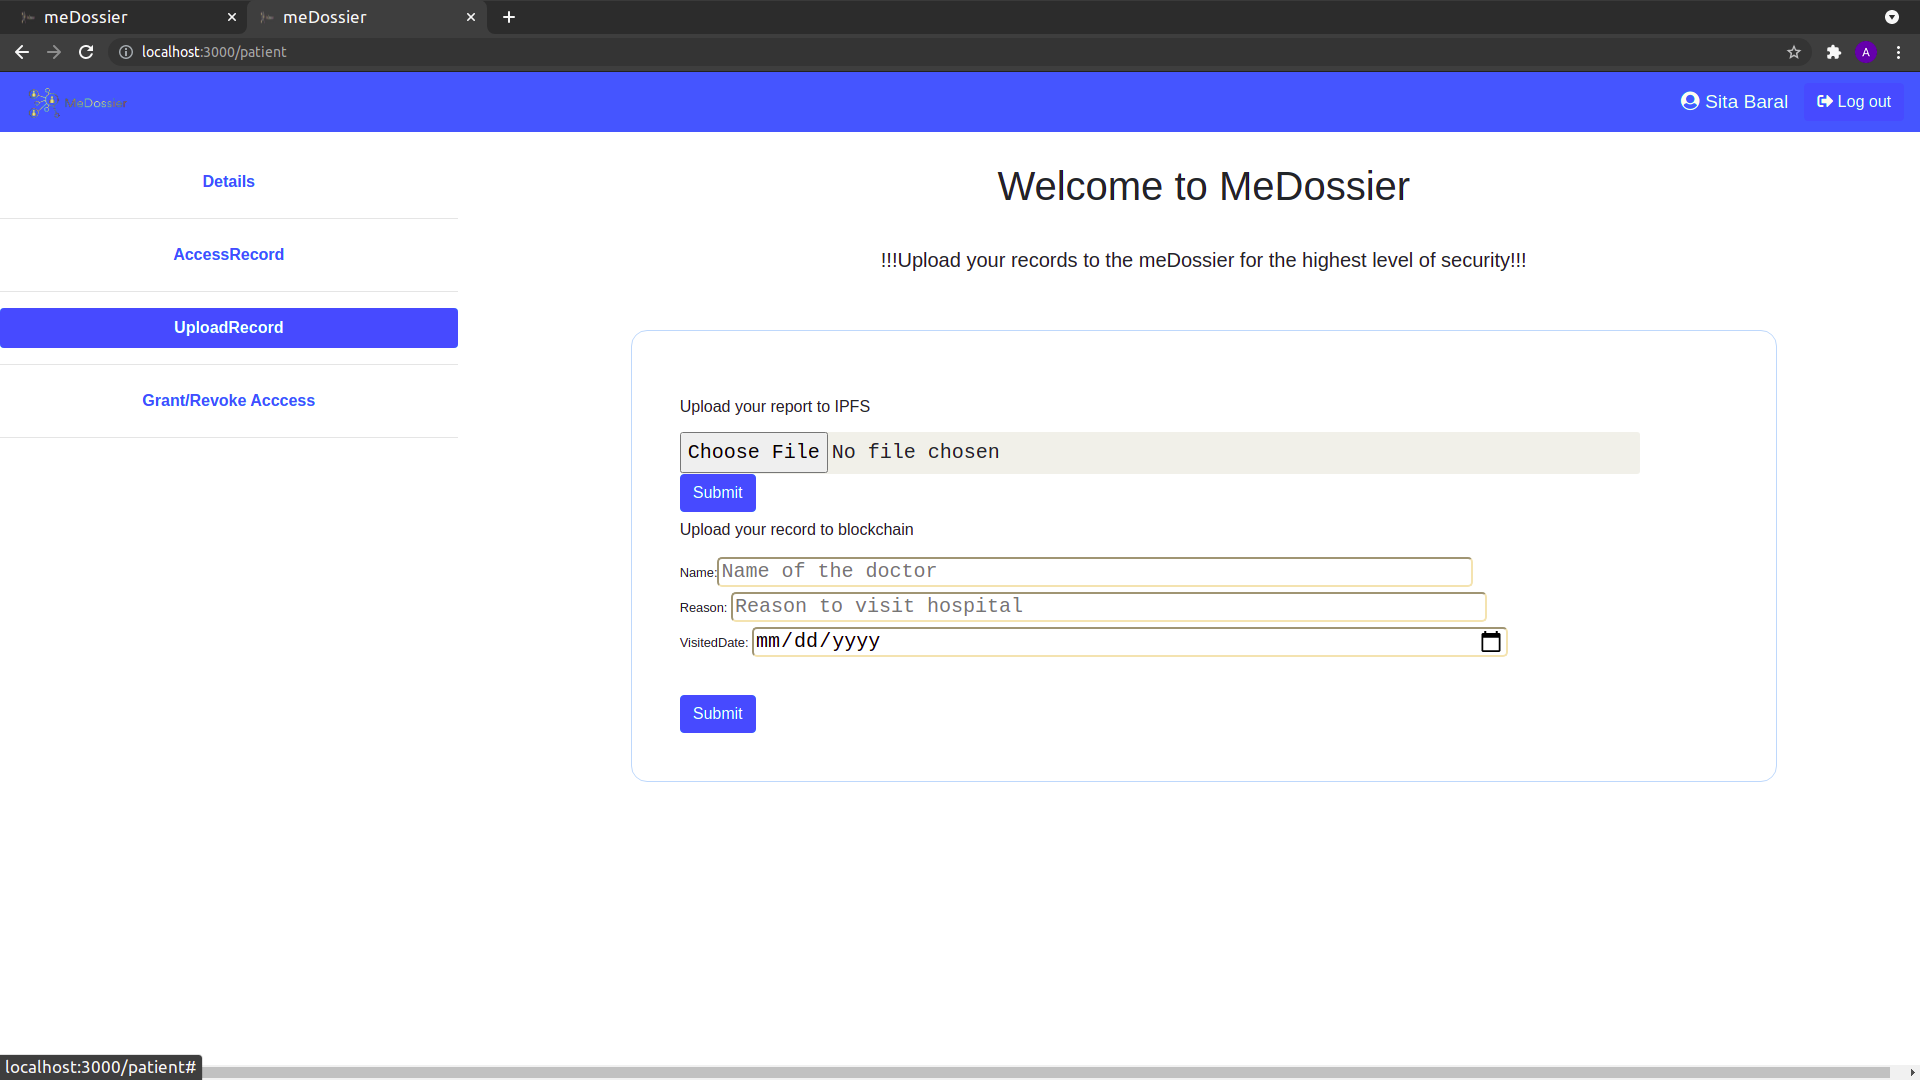 meDossier
meDossier
localhost:3000/patient
A
MeDossier
Sita Baral
Log out
Details
AccessRecord
UploadRecord
Grant/Revoke Acccess
Welcome to MeDossier
!!!Upload your records to the meDossier for the highest level of security!!!
Upload your report to IPFS
Choose File No file chosen
Submit
Upload your record to blockchain
Name: Name of the doctor
Reason: Reason to visit hospital
VisitedDate: mm/dd/yyyy
Submit
localhost:3000/patient#